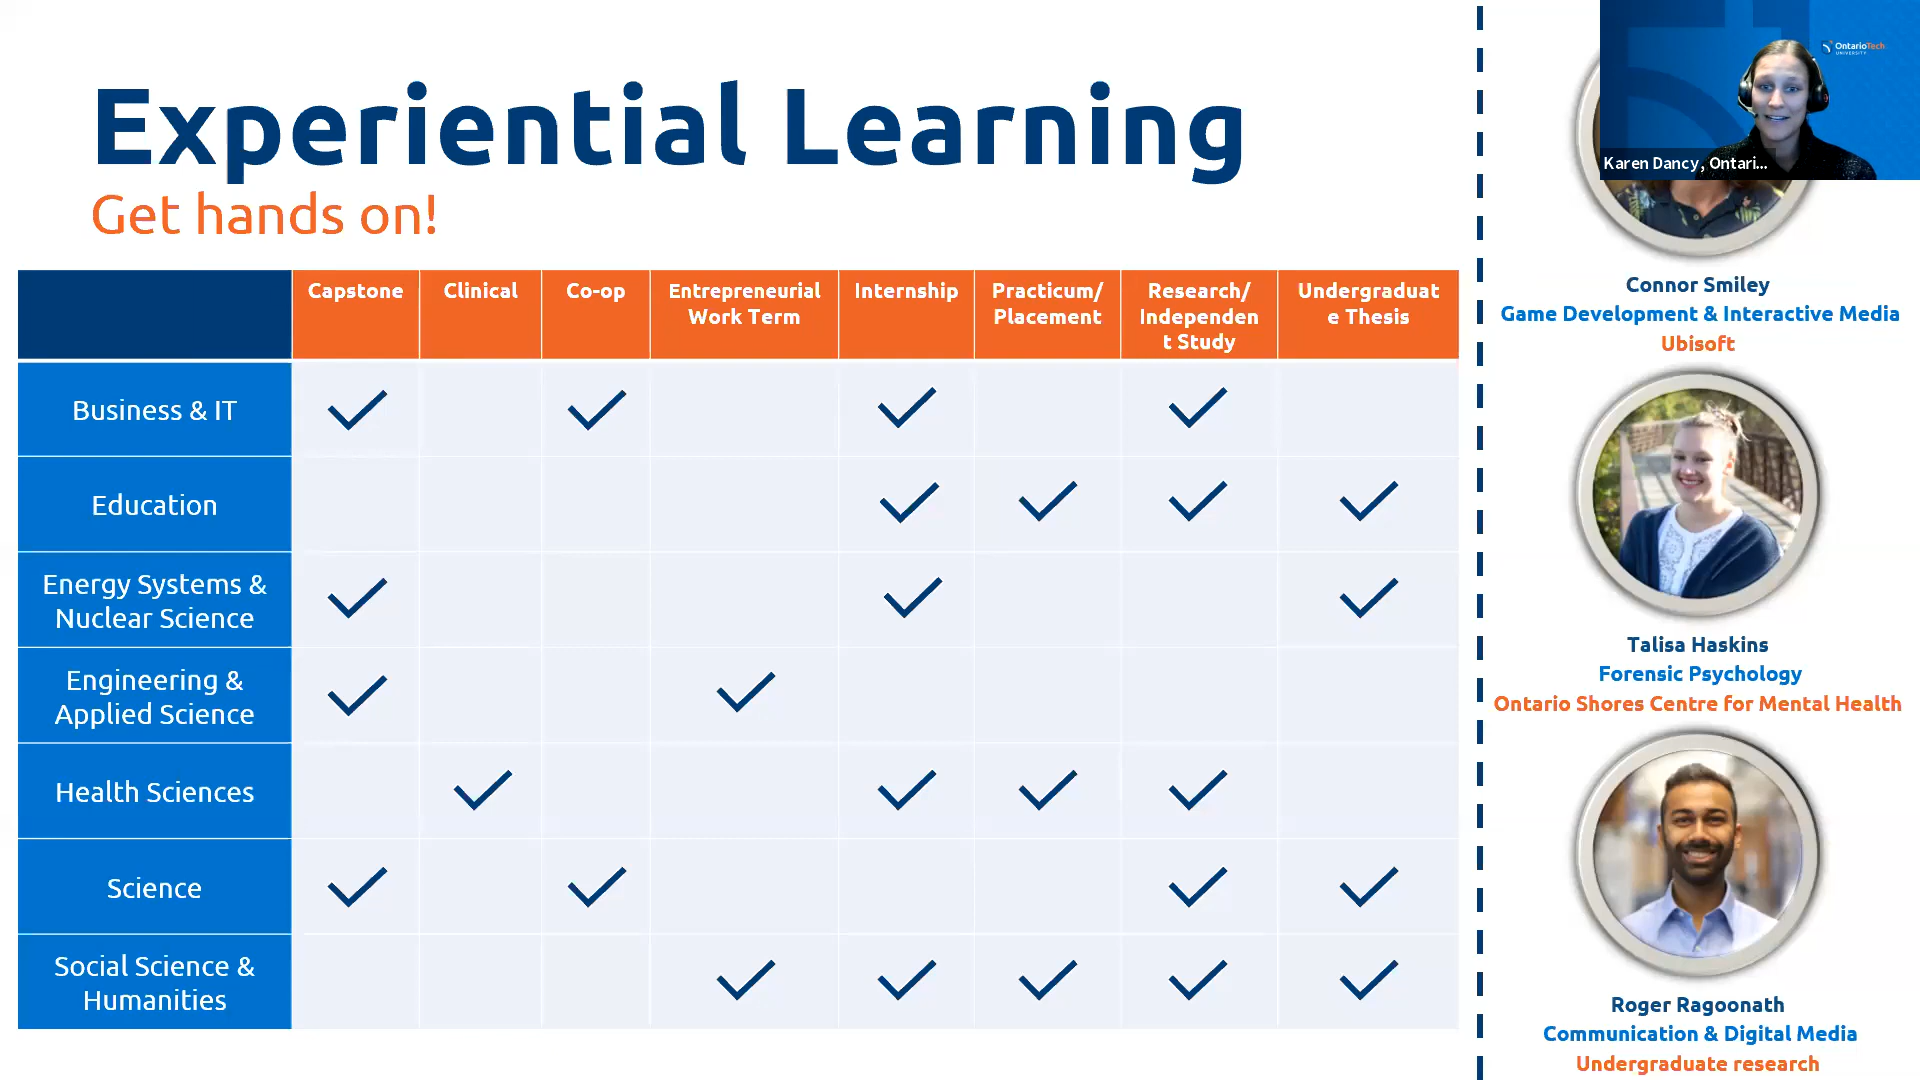 Experiential Learning
Get hands on!
Capstone
Clinical
Co-op
Entrepreneurial
Work Term
Internship
Practicum/
Placement
Research/
Independen
t Study
Undergraduat
e Thesis
Business & IT
Education
Energy Systems &
Nuclear Science
Engineering &
Applied Science
Health Sciences
Science
Social Science &
Humanities
OntarioTech
UNIVERSITY
Karen Dancy, Ontari...
Connor Smiley
Game Development & Interactive Media
Ubisoft
Talisa Haskins
Forensic Psychology
Ontario Shores Centre for Mental Health
Roger Ragoonath
Communication & Digital Media
Undergraduate research